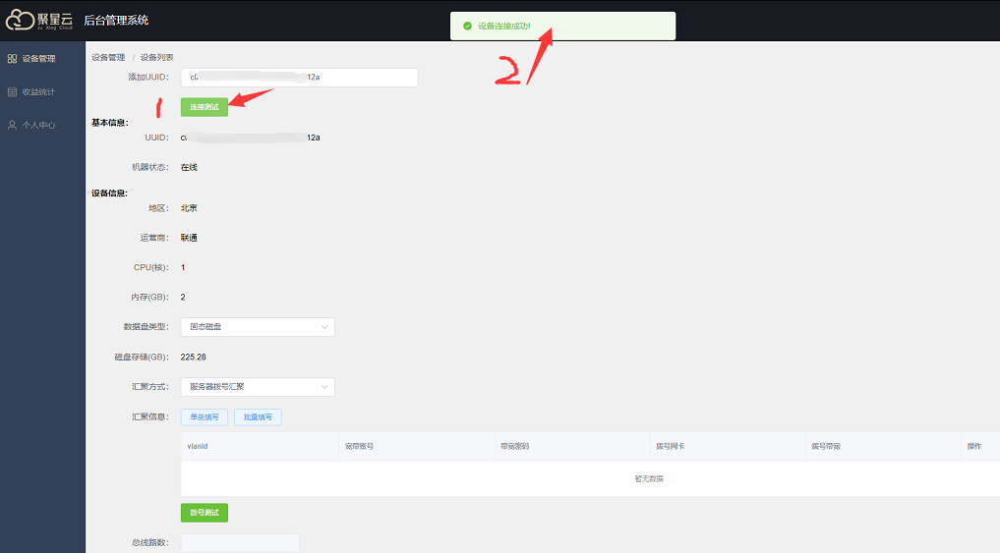 聚星云
Ju Xing Cloud
后台管理系统
设备连接成功!
2
设备管理
收益统计
个人中心
设备管理 / 设备列表
添加UUID: 12a
1
连接测试
基本信息:
UUID: 12a
机器状态: 在线
设备信息:
地区: 北京
运营商: 联通
CPU(核): 1
内存(GB): 2
数据盘类型: 固态磁盘
磁盘存储(GB): 225.28
汇聚方式: 服务器拨号汇聚
汇聚信息: 单条填写 批量填写
vlanId 宽带账号 带宽密码 拨号网卡 拨号带宽 操作
暂无数据
拨号测试
总线路数: